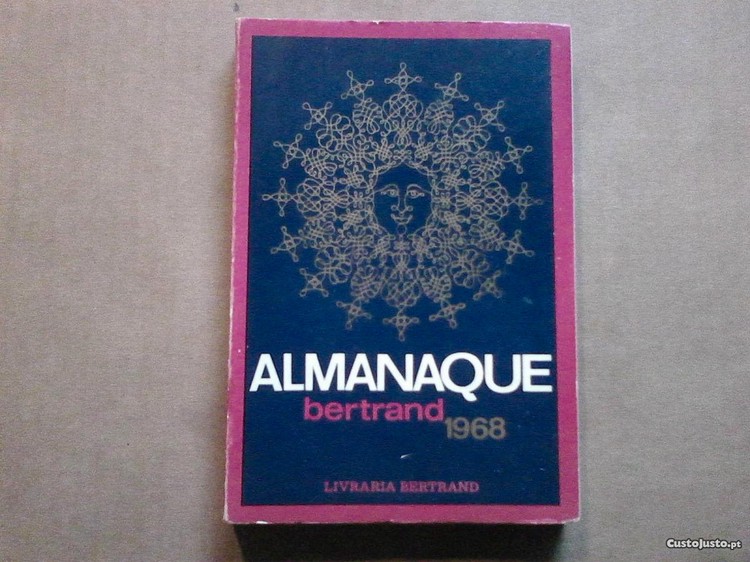 ALMANAQUE
bertrand
1968
LIVRARIA BERTRAND
CustoJusto.pt